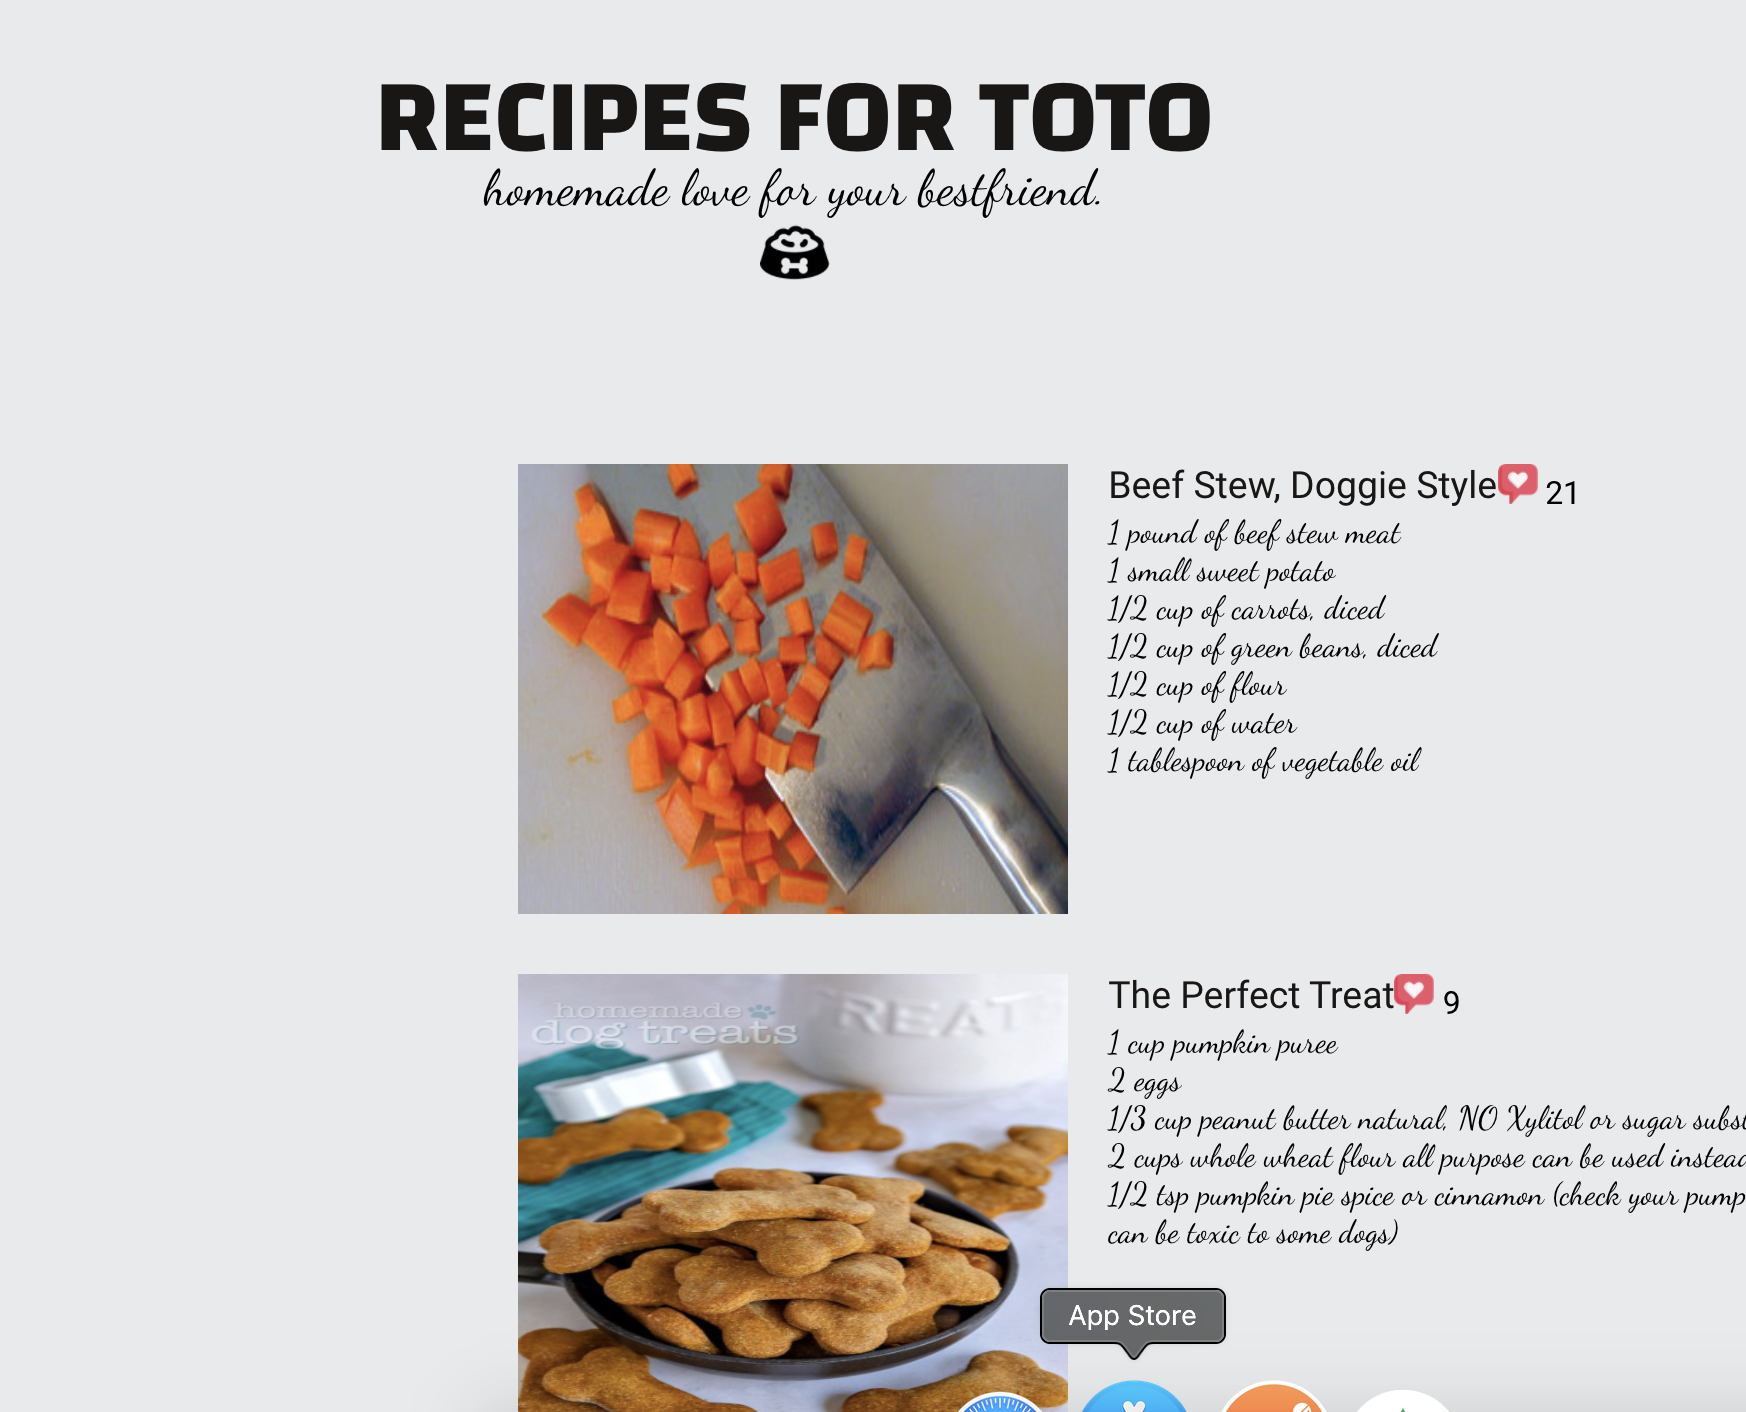 RECIPES FOR TOTO
homemade love for your bestfriend.
Beef Stew, Doggie Style 21
1 pound of beef stew meat
1 small sweet potato
1/2 cup of carrots, diced
1/2 cup of green beans, diced
1/2 cup of flour
1/2 cup of water
1 tablespoon of vegetable oil
homemade
dog treats
TREAT
The Perfect Treat 9
1 cup pumpkin puree
2 eggs
1/3 cup peanut butter natural, NO Xylitol or sugar subst
2 cups whole wheat flour all purpose can be used instead
1/2 tsp pumpkin pie spice or cinnamon (check your pump
can be toxic to some dogs)
App Store